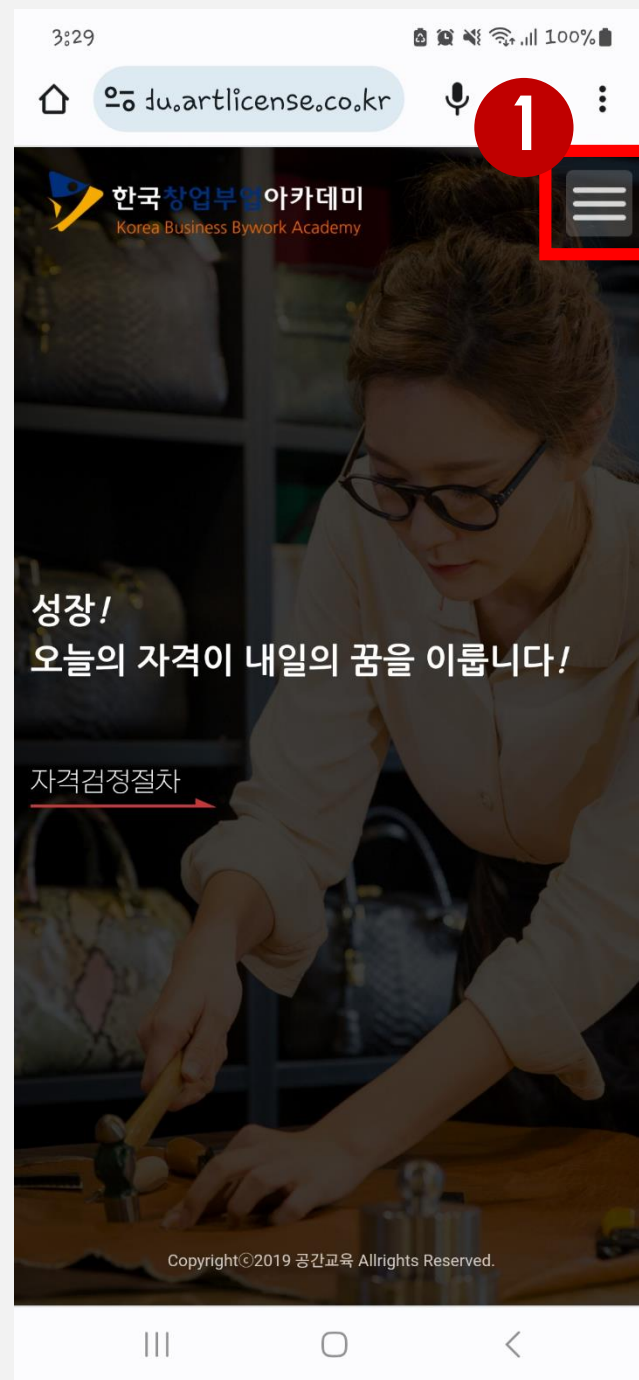 3:29
100%
du.artlicense.co.kr
1
한국창업부업아카데미
Korea Business Bywork Academy
성장!
오늘의 자격이 내일의 꿈을 이룹니다!
자격검정절차
Copyrightⓒ2019 공간교육 Allrights Reserved.